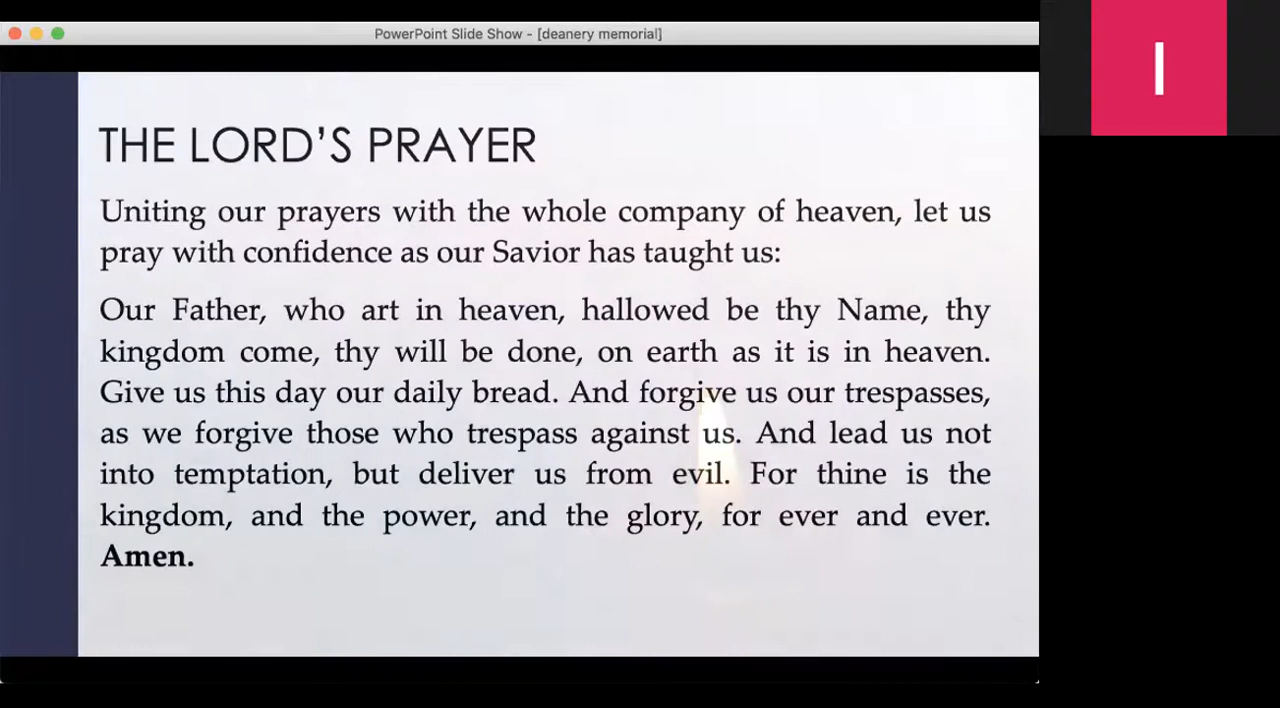 PowerPoint Slide Show - [deanery memorial]
I
THE LORD’S PRAYER
Uniting our prayers with the whole company of heaven, let us
pray with confidence as our Savior has taught us:
Our Father, who art in heaven, hallowed be thy Name, thy
kingdom come, thy will be done, on earth as it is in heaven.
Give us this day our daily bread. And forgive us our trespasses,
as we forgive those who trespass against us. And lead us not
into temptation, but deliver us from evil. For thine is the
kingdom, and the power, and the glory, for ever and ever.
Amen.